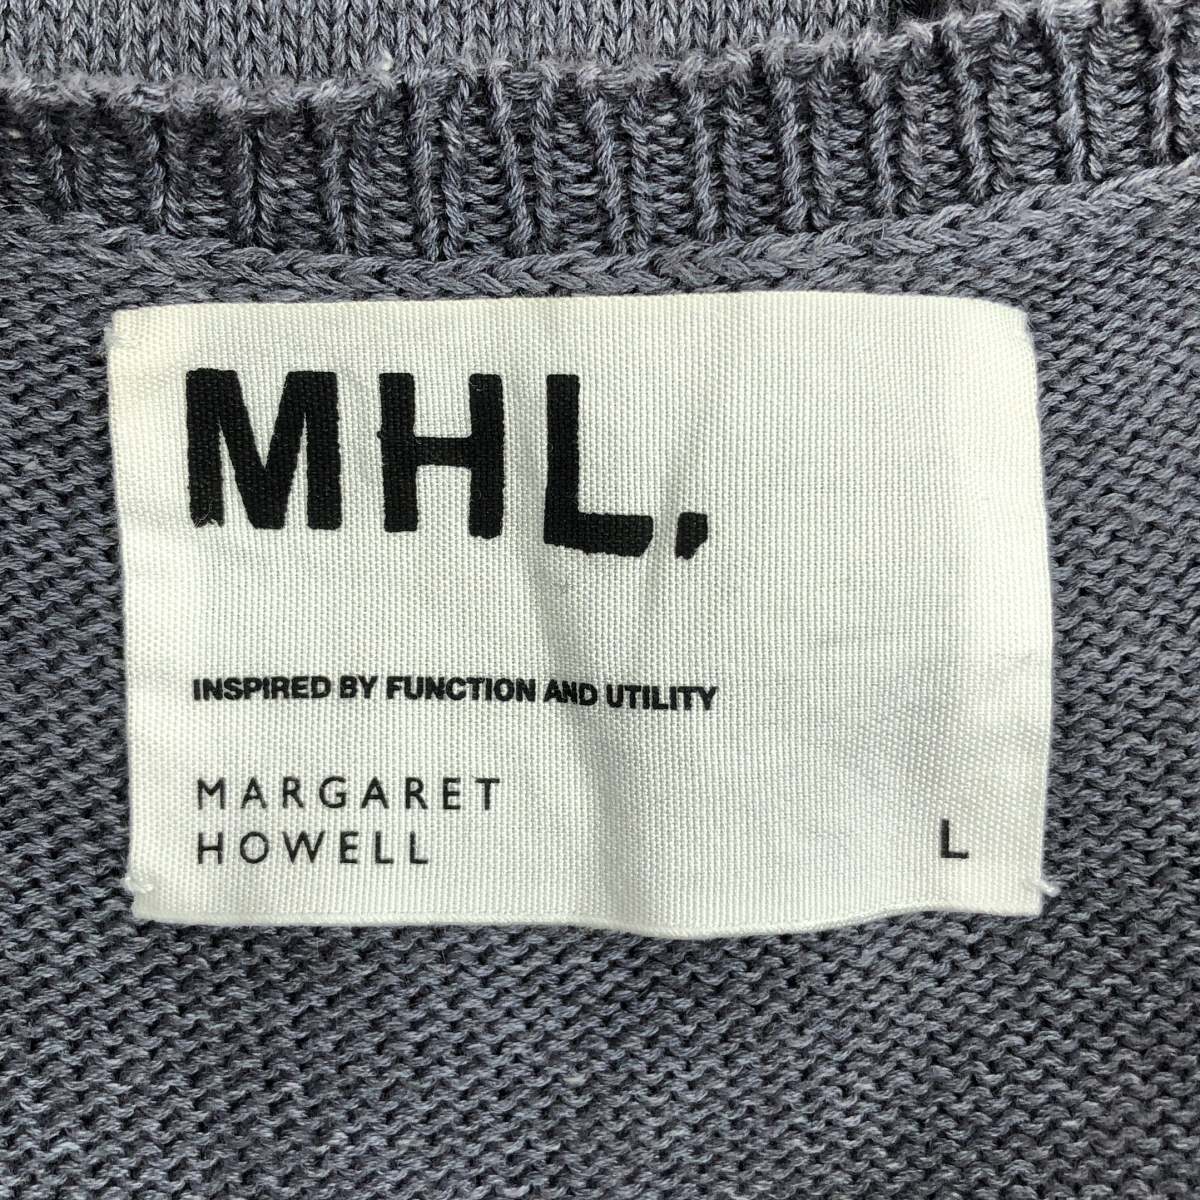 MHL.
INSPIRED BY FUNCTION AND UTILITY
MARGARET
HOWELL
L